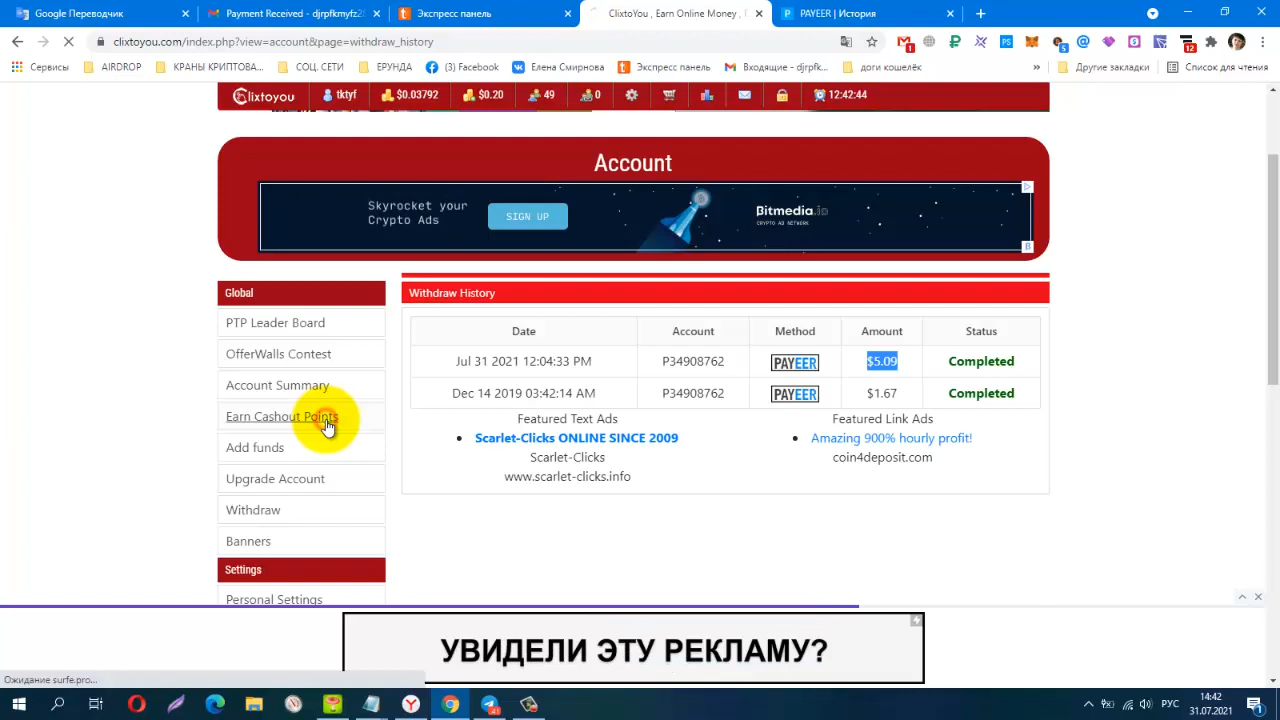 Google Переводчик
Payment Received - djrpfkmyfz2
Экспресс панель
ClixtoYou , Earn Online Money , D
PAYEER | История
clixtoyou.com/index.php?view=account&page=withdraw_history
1
5
12
Сервисы
AIRDROP
КРАНЫ КРИПТОВА...
СОЦ. СЕТИ
ЕРУНДА
(3) Facebook
Елена Смирнова
Экспресс панель
Входящие - djrpfk...
доги кошелёк
»
Другие закладки
Список для чтения
Clixtoyou
tktyf
$0.03792
$0.20
49
0
12:42:44
Account
Skyrocket your
Crypto Ads
SIGN UP
Bitmedia.io
CRYPTO AD NETWORK
B
Global
PTP Leader Board
OfferWalls Contest
Account Summary
Earn Cashout Points
Add funds
Upgrade Account
Withdraw
Banners
Settings
Personal Settings
Withdraw History
Date Account Method Amount Status
Jul 31 2021 12:04:33 PM P34908762 PAYEER $5.09 Completed
Dec 14 2019 03:42:14 AM P34908762 PAYEER $1.67 Completed
Featured Text Ads
Scarlet-Clicks ONLINE SINCE 2009
Scarlet-Clicks
www.scarlet-clicks.info
Featured Link Ads
Amazing 900% hourly profit!
coin4deposit.com
УВИДЕЛИ ЭТУ РЕКЛАМУ?
Ожидание surfe.pro...
РУС
14:42
31.07.2021